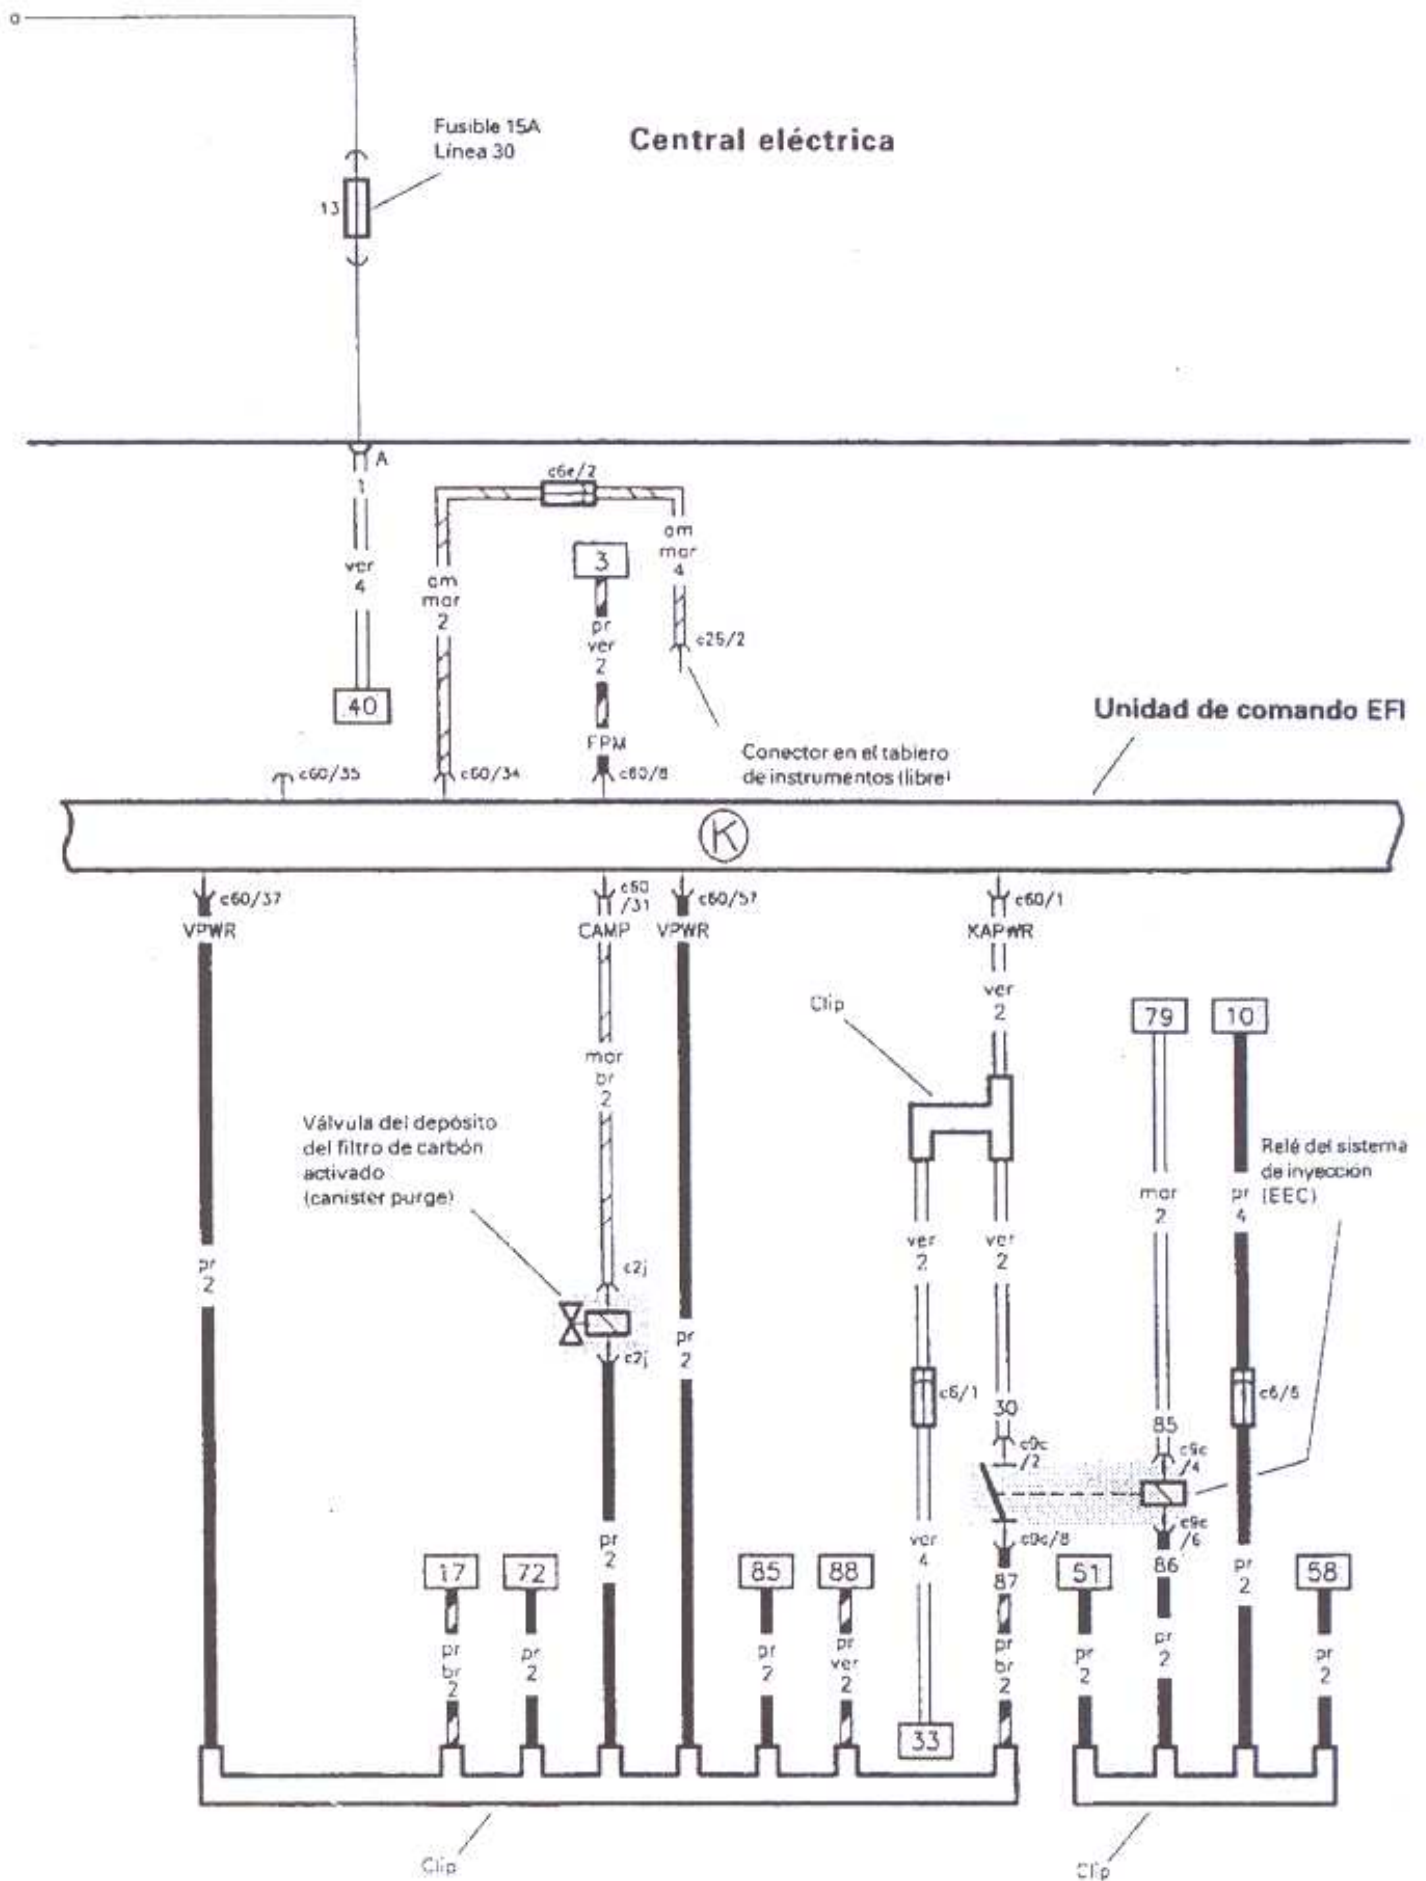 a
Fusible 15A
Línea 30
Central eléctrica
13
A
1
ver
4
40
c6e/2
am
mar
2
3
pr
ver
2
FPM
am
mar
4
c25/2
Unidad de comando EFI
Conector en el tablero
de instrumentos (libre)
c60/35
c60/34
c60/8
K
c60/37
VPWR
c60
/31
CAMP
c60/57
VPWR
c60/1
KAPWR
ver
2
Clip
79
10
mar
br
2
Válvula del depósito
del filtro de carbón
activado
(canister purge)
Relé del sistema
de inyección
(EEC)
mar
2
pr
4
ver
2
ver
2
pr
2
c2j
c2j
pr
2
c6/1
30
c9c
/2
85
c9c
/4
c6/6
pr
2
ver
4
c9c/8
c9c
/6
17
72
85
88
87
51
86
58
pr
br
2
pr
2
pr
2
pr
ver
2
pr
br
2
pr
2
pr
2
pr
2
pr
2
33
Clip
Clip